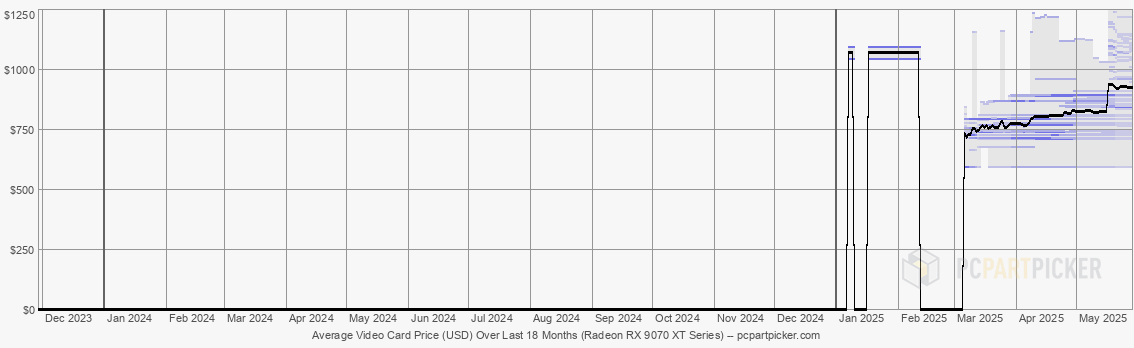 $1250
$1000
$750
$500
$250
$0
PCPARTPICKER
Dec 2023 Jan 2024 Feb 2024 Mar 2024 Apr 2024 May 2024 Jun 2024 Jul 2024 Aug 2024 Sep 2024 Oct 2024 Nov 2024 Dec 2024 Jan 2025 Feb 2025 Mar 2025 Apr 2025 May 2025
Average Video Card Price (USD) Over Last 18 Months (Radeon RX 9070 XT Series) -- pcpartpicker.com